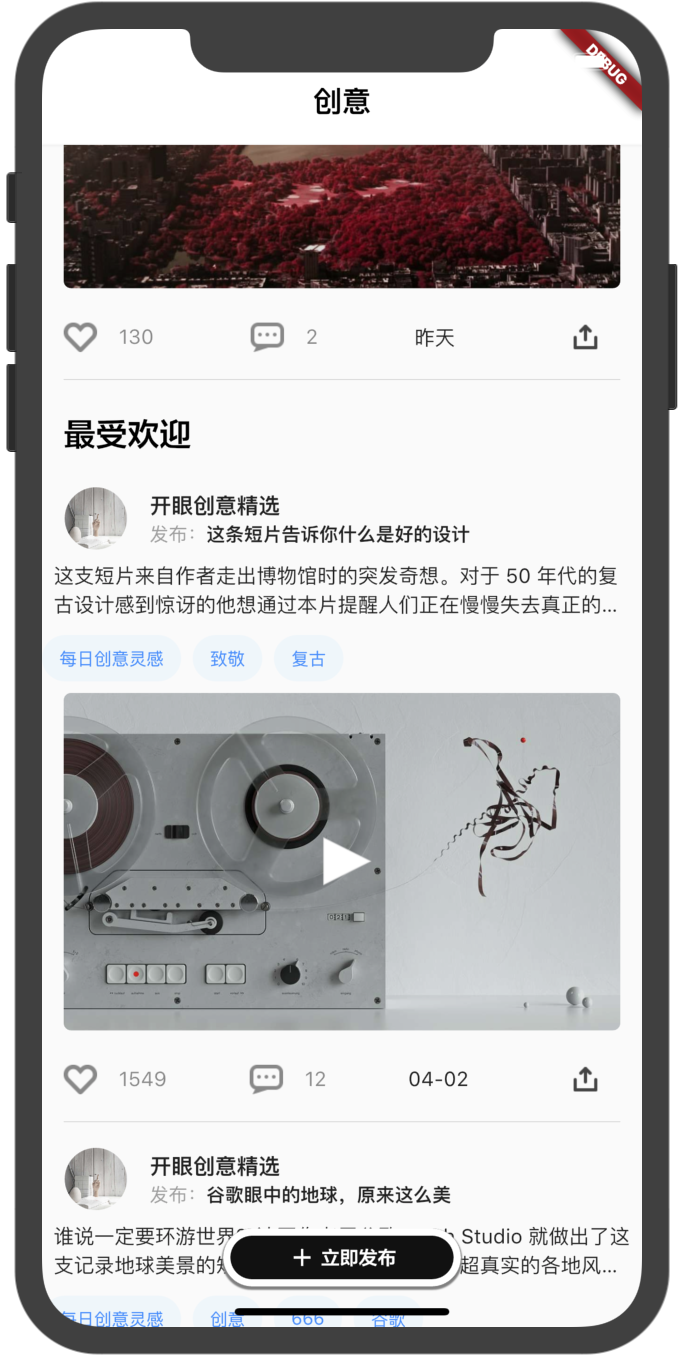 DEBUG
创意
130 2 昨天
最受欢迎
开眼创意精选
发布: 这条短片告诉你什么是好的设计
这支短片来自作者走出博物馆时的突发奇想。对于 50 年代的复
古设计感到惊讶的他想通过本片提醒人们正在慢慢失去真正的...
每日创意灵感 致敬 复古
1549 12 04-02
开眼创意精选
发布: 谷歌眼中的地球，原来这么美
谁说一定要环游世界 Studio 就做出了这
支记录地球美景的 超真实的各地风...
+ 立即发布
每日创意灵感 创意 666 谷歌